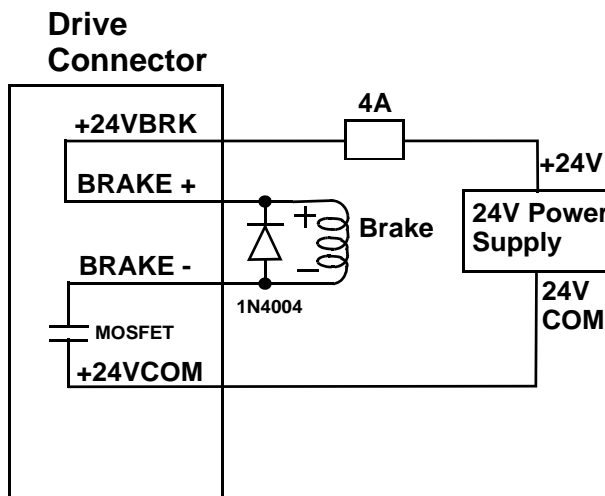 Drive
Connector
4A
+24VBRK
+24V
BRAKE +
+
Brake
24V Power
Supply
BRAKE -
–
1N4004
24V
COM
MOSFET
+24VCOM